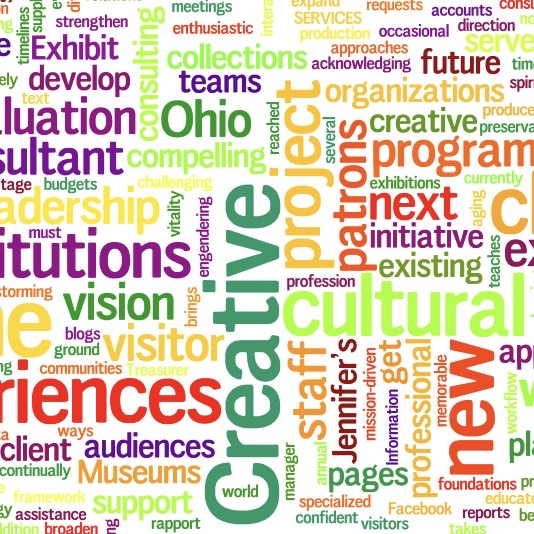 strengthen
meetings
expand
requests
accounts
consulting
timelines
enthusiastic
SERVICES
production
occasional
direction
Exhibit
collections
approaches
serve
acknowledging
future
develop
teams
organizations
text
luation
Ohio
reached
several
creative
produce
preserva
sultant
compelling
project
patrons
program
tage
budgets
challenging
exhibitions
currently
adership
vitality
engendering
Creative
next
aging
must
initiative
teaches
itutions
existing
storming
vision
brings
profession
cultural
blogs
ground
visitor
communities
Treasurer
staff
Jennifer's
mission-driven
get
Information
professional
memorable
new
workflow
riences
ways
client
audiences
continually
Museums
manager
annual
pages
world
foundations
framework
support
specialized
Facebook
educato
assistance
rapport
confident
visitors
reports
ddition
broaden
takes